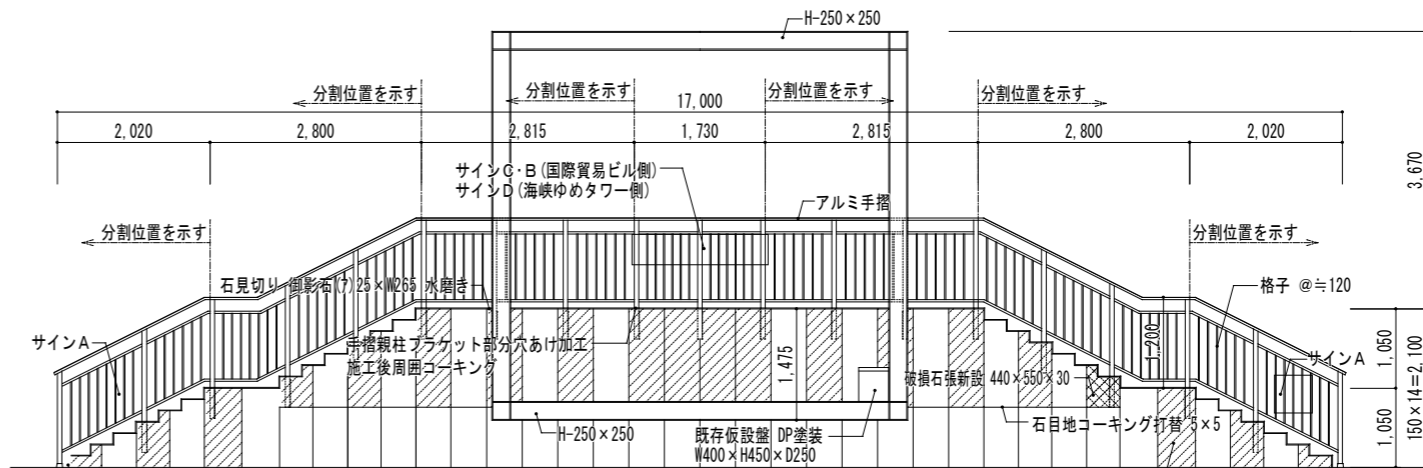 H-250×250
分割位置を示す
分割位置を示す
分割位置を示す
分割位置を示す
17,000
2,020
2,800
2,815
1,730
2,815
2,800
2,020
3,670
サインC・B(国際貿易ビル側)
サインD(海峡ゆめタワー側)
アルミ手摺
分割位置を示す
分割位置を示す
石見切り 御影石(ｱ)25×W265 水磨き
格子 @≒120
サインA
手摺親柱ブラケット部分穴あけ加工
施工後周囲コーキング
1,475
1,200
サインA
1,050
破損石張新設 440×550×30
H-250×250
既存仮設盤 DP塗装
W400×H450×D250
石目地コーキング打替 5×5
1,050
150×14=2,100